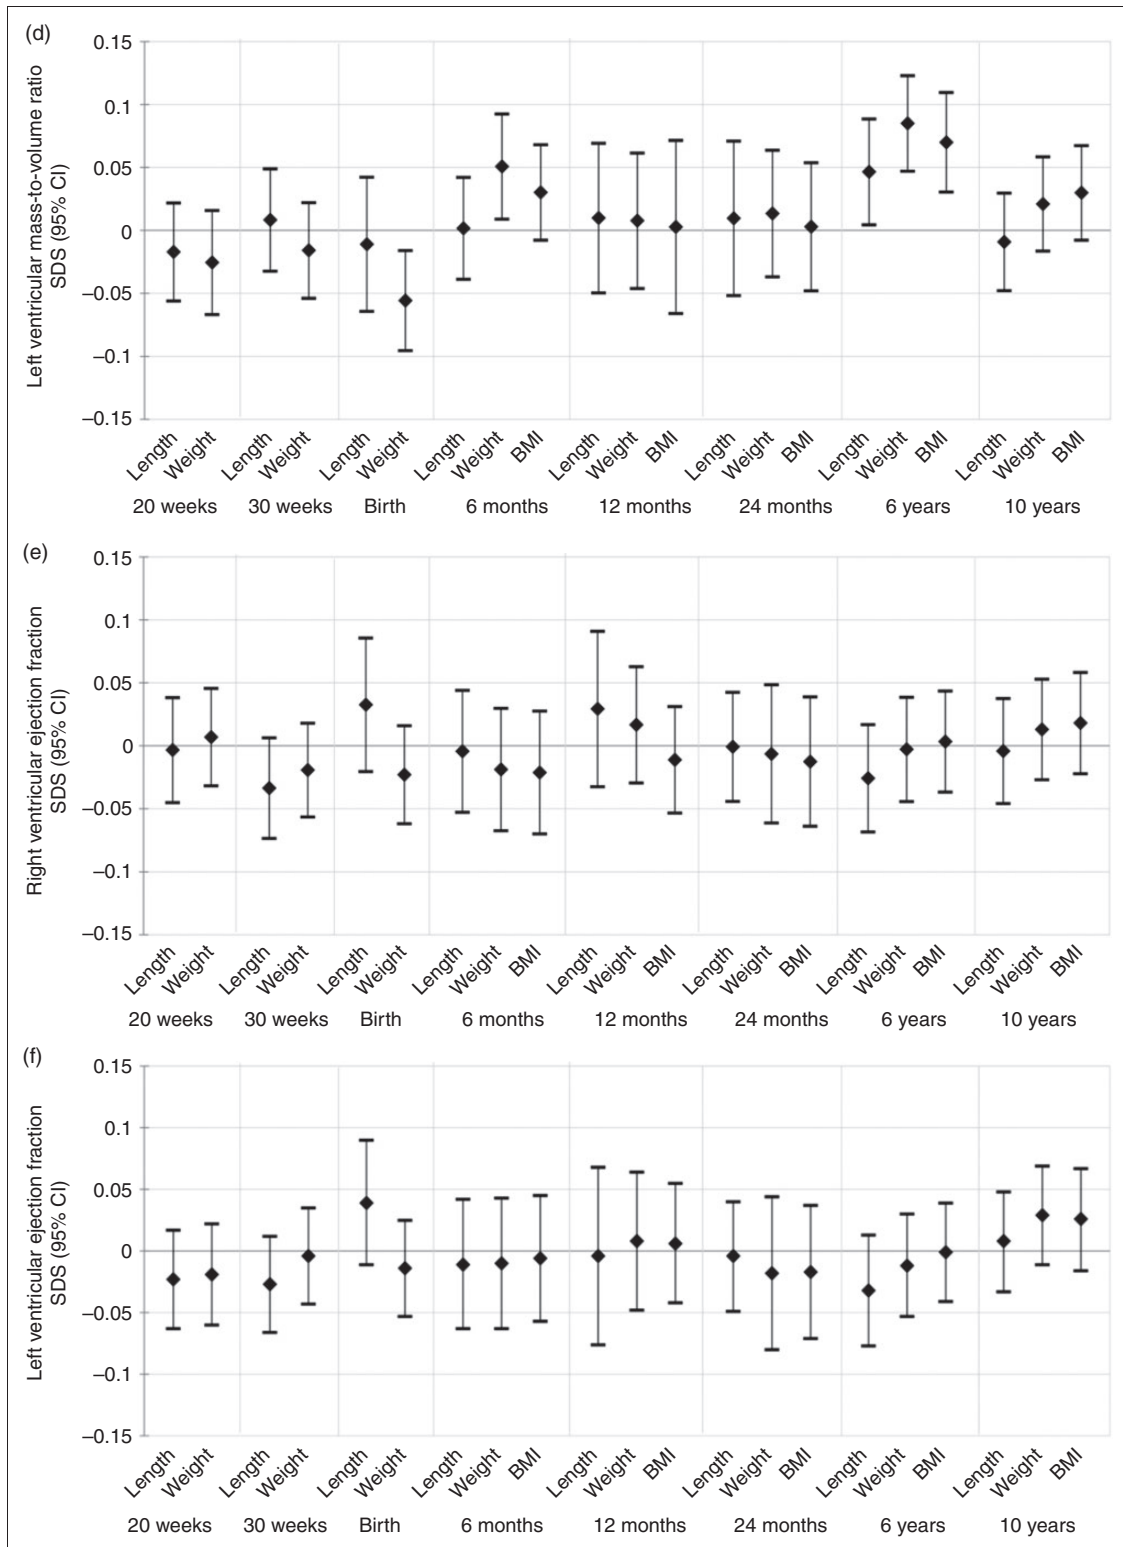 (d)
Left ventricular mass-to-volume ratio
SDS (95% CI)
0.15
0.1
0.05
0
–0.05
–0.1
–0.15
Length Weight Length Weight Length Weight Length Weight BMI Length Weight BMI Length Weight BMI Length Weight BMI Length Weight BMI
20 weeks 30 weeks Birth 6 months 12 months 24 months 6 years 10 years
(e)
Right ventricular ejection fraction
SDS (95% CI)
0.15
0.1
0.05
0
–0.05
–0.1
–0.15
Length Weight Length Weight Length Weight Length Weight BMI Length Weight BMI Length Weight BMI Length Weight BMI Length Weight BMI
20 weeks 30 weeks Birth 6 months 12 months 24 months 6 years 10 years
(f)
Left ventricular ejection fraction
SDS (95% CI)
0.15
0.1
0.05
0
–0.05
–0.1
–0.15
Length Weight Length Weight Length Weight Length Weight BMI Length Weight BMI Length Weight BMI Length Weight BMI Length Weight BMI
20 weeks 30 weeks Birth 6 months 12 months 24 months 6 years 10 years